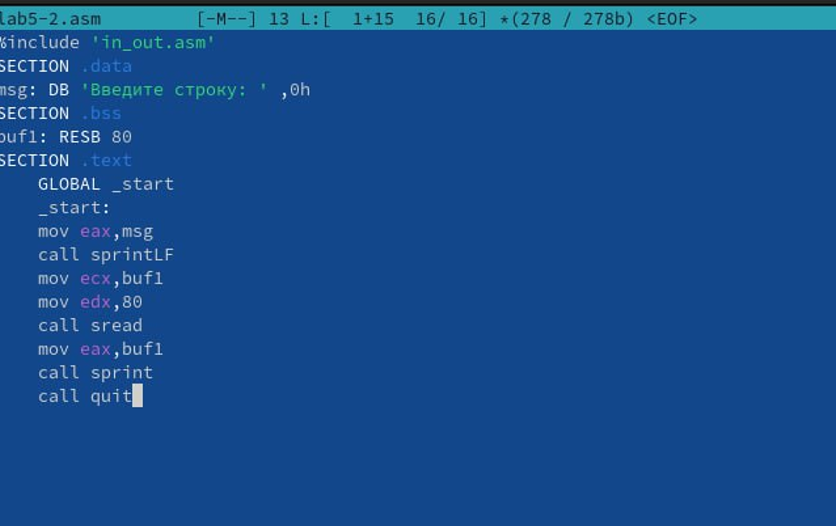 lab5-2.asm [-M--] 13 L:[ 1+15 16/ 16] *(278 / 278b) <EOF>
%include 'in_out.asm'
SECTION .data
msg: DB 'Введите строку: ' ,0h
SECTION .bss
buf1: RESB 80
SECTION .text
GLOBAL _start
_start:
mov eax,msg
call sprintLF
mov ecx,buf1
mov edx,80
call sread
mov eax,buf1
call sprint
call quit